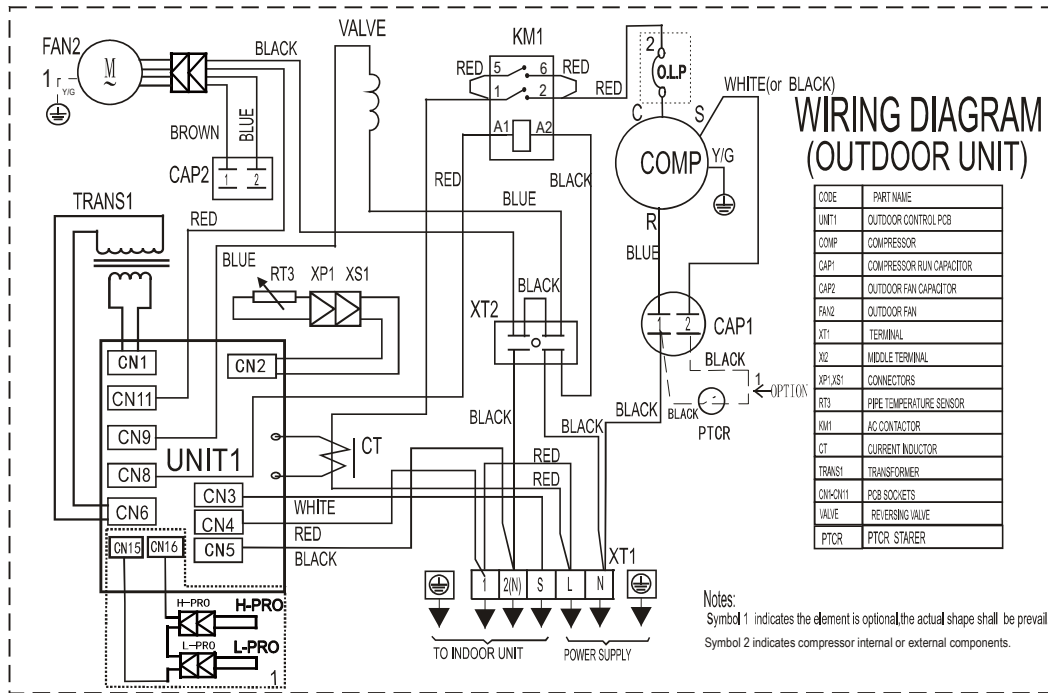 WIRING DIAGRAM
(OUTDOOR UNIT)
FAN2
M
1
Y/G
BLACK
BROWN
BLUE
CAP2
1
2
VALVE
KM1
RED
5
6
RED
1
2
RED
A1
A2
RED
BLACK
2
O.L.P
C
S
WHITE(or BLACK)
COMP
Y/G
R
BLUE
TRANS1
RED
BLUE
BLUE
RT3
XP1
XS1
BLACK
XT2
1
2
CAP1
BLACK
1
OPTION
BLACK
PTCR
BLACK
BLACK
BLACK
CN1
CN2
CN11
CN9
UNIT1
CT
CN8
CN3
CN6
CN4
CN5
CN15
CN16
RED
RED
WHITE
RED
BLACK
XT1
1
2(N)
S
L
N
TO INDOOR UNIT
POWER SUPPLY
H-PRO
H-PRO
L-PRO
L-PRO
1
CODE PART NAME
UNIT1 OUTDOOR CONTROL PCB
COMP COMPRESSOR
CAP1 COMPRESSOR RUN CAPACITOR
CAP2 OUTDOOR FAN CAPACITOR
FAN2 OUTDOOR FAN
XT1 TERMINAL
Xt2 MIDDLE TERMINAL
XP1,XS1 CONNECTORS
RT3 PIPE TEMPERATURE SENSOR
KM1 AC CONTACTOR
CT CURRENT INDUCTOR
TRANS1 TRANSFORMER
CN1-CN11 PCB SOCKETS
VALVE REVERSING VALVE
PTCR PTCR STARER
Notes:
Symbol 1 indicates the element is optional,the actual shape shall be prevail
Symbol 2 indicates compressor internal or external components.